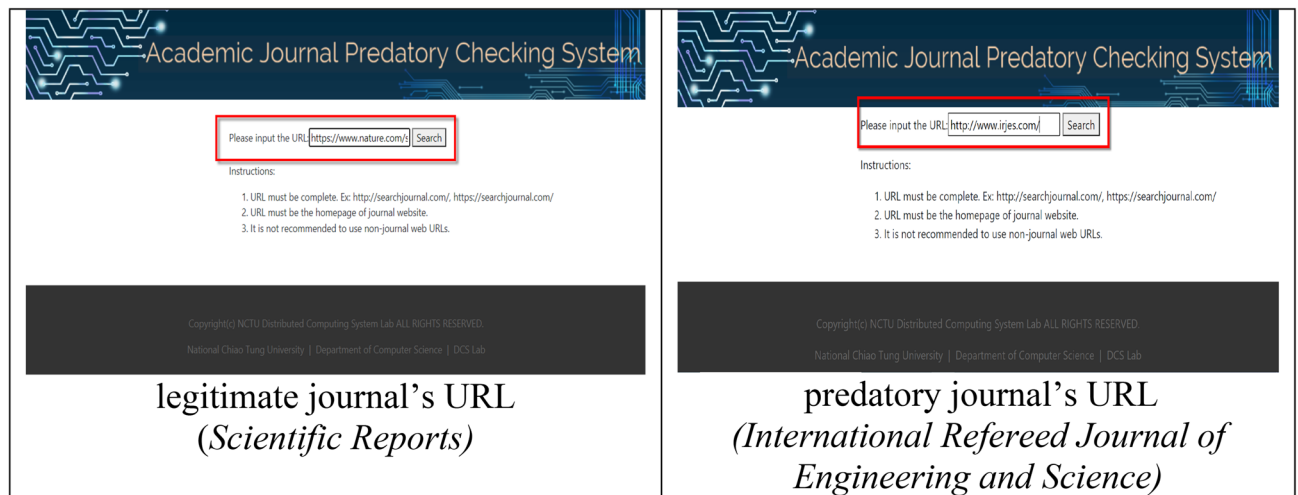 Academic Journal Predatory Checking System
Please input the URL: https://www.nature.com/s Search
Instructions:
1. URL must be complete. Ex: http://searchjournal.com/, https://searchjournal.com/
2. URL must be the homepage of journal website.
3. It is not recommended to use non-journal web URLs.
Copyright(c) NCTU Distributed Computing System Lab ALL RIGHTS RESERVED.
National Chiao Tung University | Department of Computer Science | DCS Lab
legitimate journal’s URL
(Scientific Reports)
Academic Journal Predatory Checking System
Please input the URL: http://www.irjes.com/ Search
Instructions:
1. URL must be complete. Ex: http://searchjournal.com/, https://searchjournal.com/
2. URL must be the homepage of journal website.
3. It is not recommended to use non-journal web URLs.
Copyright(c) NCTU Distributed Computing System Lab ALL RIGHTS RESERVED.
National Chiao Tung University | Department of Computer Science | DCS Lab
predatory journal’s URL
(International Refereed Journal of
Engineering and Science)